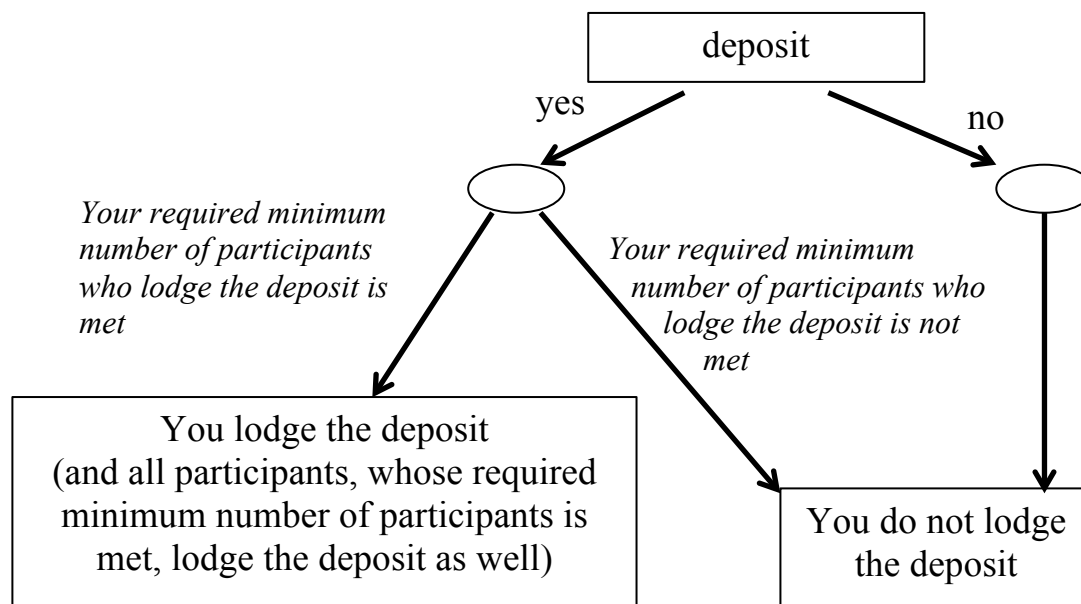 deposit
yes
no
Your required minimum
number of participants
who lodge the deposit is
met
Your required minimum
number of participants who
lodge the deposit is not
met
You lodge the deposit
(and all participants, whose required
minimum number of participants is
met, lodge the deposit as well)
You do not lodge
the deposit